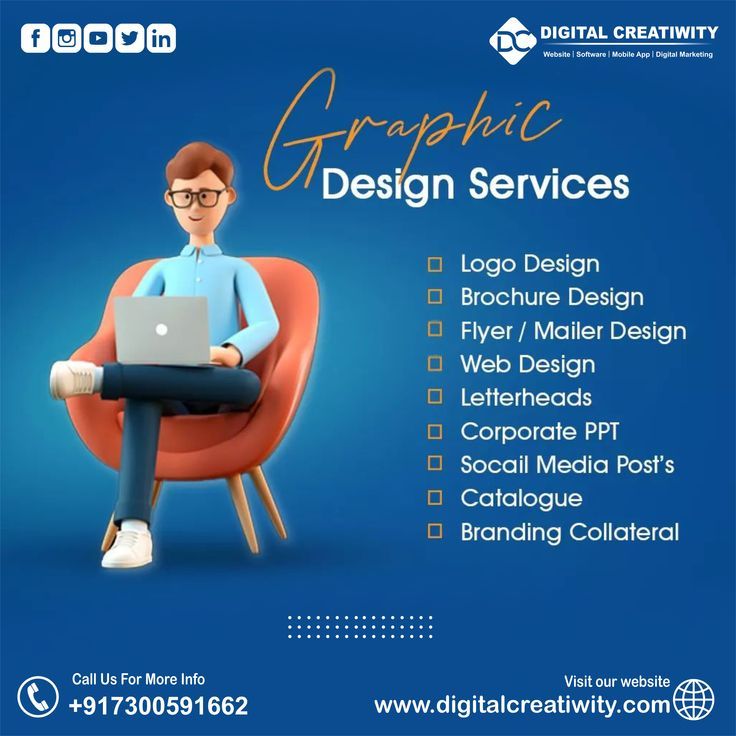 DC DIGITAL CREATIWITY
Website | Software | Mobile App | Digital Marketing
Graphic
Design Services
Logo Design
Brochure Design
Flyer / Mailer Design
Web Design
Letterheads
Corporate PPT
Socail Media Post's
Catalogue
Branding Collateral
Call Us For More Info
+917300591662
Visit our website
www.digitalcreatiwity.com